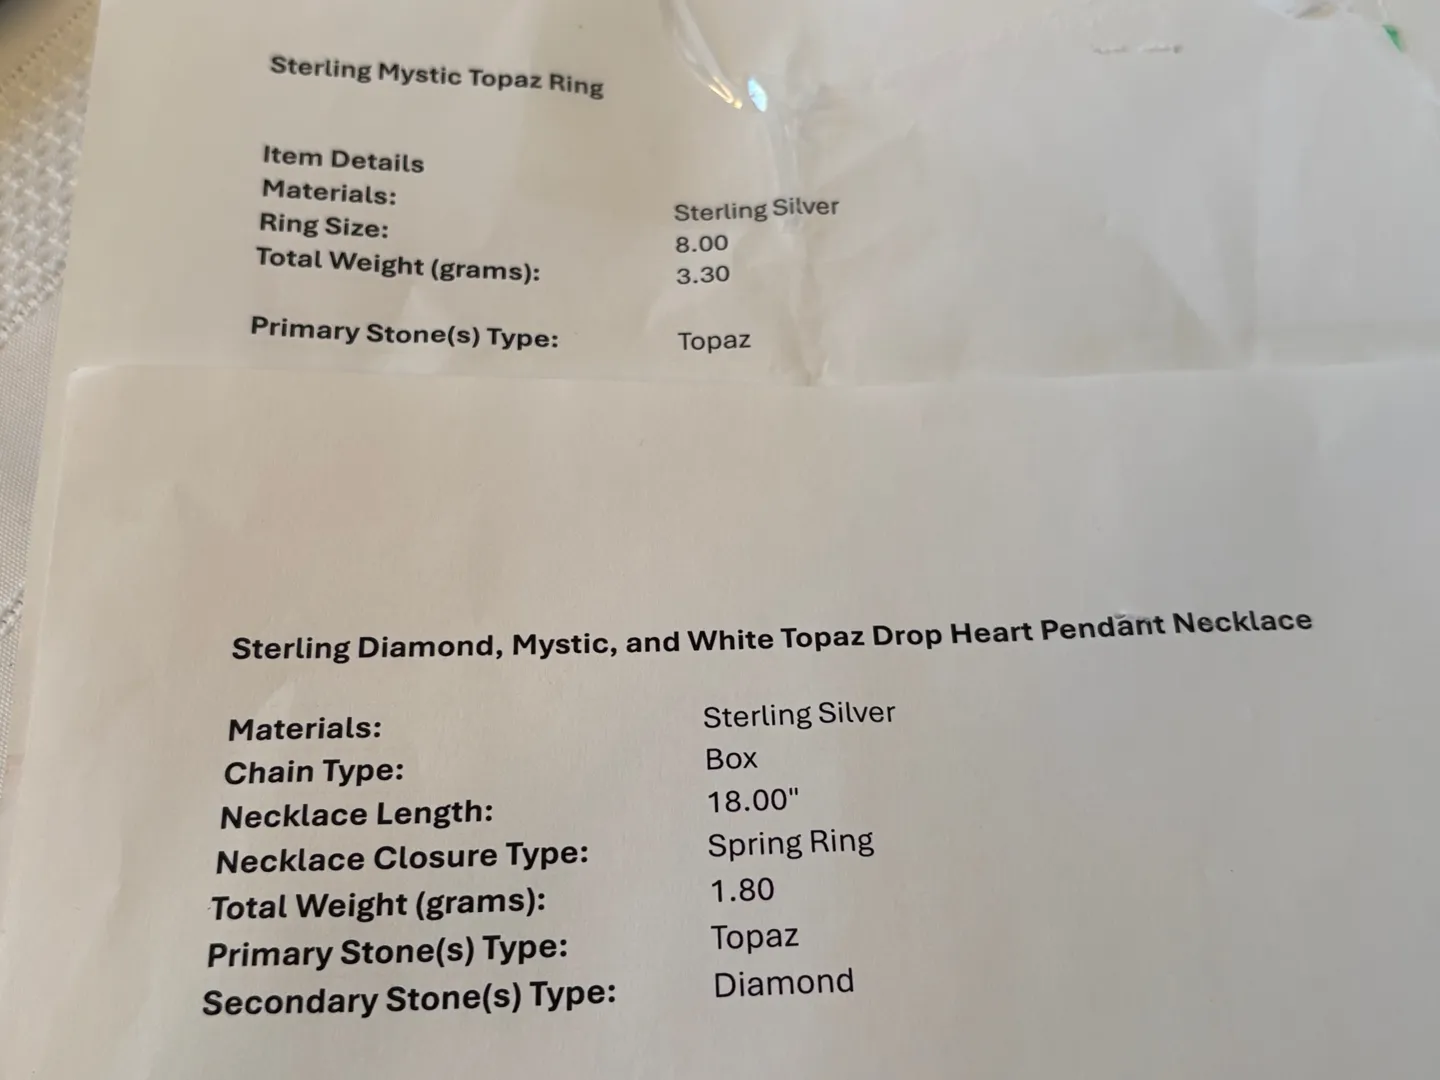 Sterling Mystic Topaz Ring
Item Details
Materials: Sterling Silver
Ring Size: 8.00
Total Weight (grams): 3.30
Primary Stone(s) Type: Topaz
Sterling Diamond, Mystic, and White Topaz Drop Heart Pendant Necklace
Materials: Sterling Silver
Chain Type: Box
Necklace Length: 18.00"
Necklace Closure Type: Spring Ring
Total Weight (grams): 1.80
Primary Stone(s) Type: Topaz
Secondary Stone(s) Type: Diamond